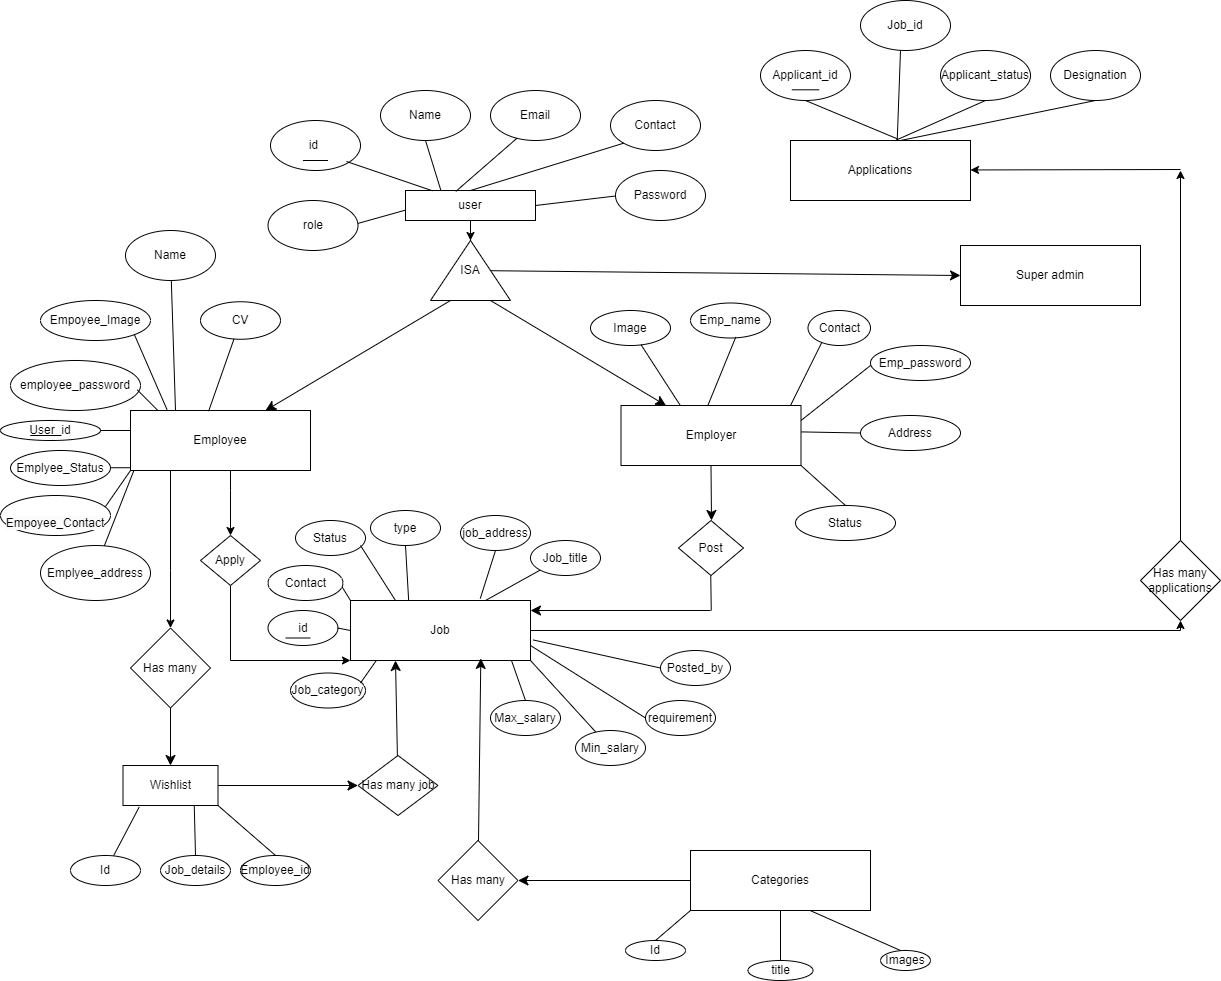 Job_id
Applicant_id
Applicant_status
Designation
Name
Email
Contact
id
Applications
Password
user
role
Name
ISA
Super admin
Empoyee_Image
CV
Image
Emp_name
Contact
Emp_password
employee_password
User_id
Employee
Employer
Address
Emplyee_Status
Empoyee_Contact
Status
type
job_address
Status
Post
Apply
Job_title
Emplyee_address
Contact
Has many
applications
id
Job
Has many
Posted_by
Job_category
Max_salary
requirement
Min_salary
Wishlist
Has many job
Id
Job_details
Employee_id
Has many
Categories
Id
title
Images